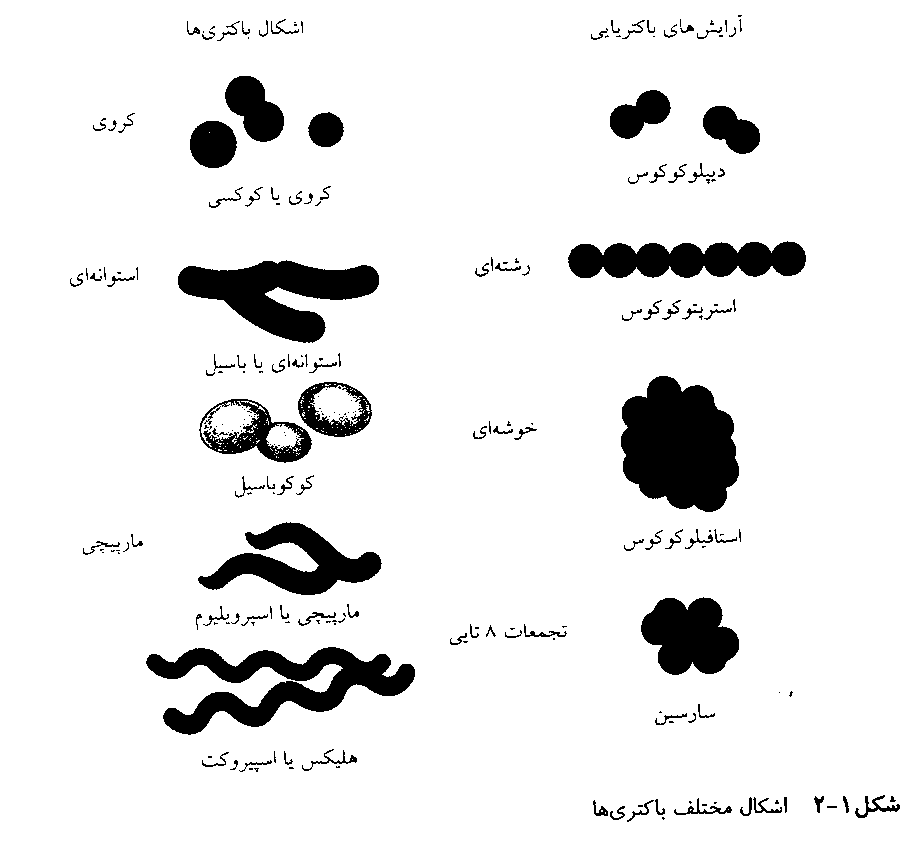 آرایش‌های باکتریایی
دیپلوکوکوس
رشته‌ای
استرپتوکوکوس
خوشه‌ای
استافیلوکوکوس
تجمعات ۸ تایی
سارسین
اشکال باکتری‌ها
کروی
کروی یا کوکسی
استوانه‌ای
استوانه‌ای یا باسیل
کوکوباسیل
مارپیچی
مارپیچی یا اسپرویلیوم
هلیکس یا اسپیروکت
شکل ۱-۲ اشکال مختلف باکتری‌ها